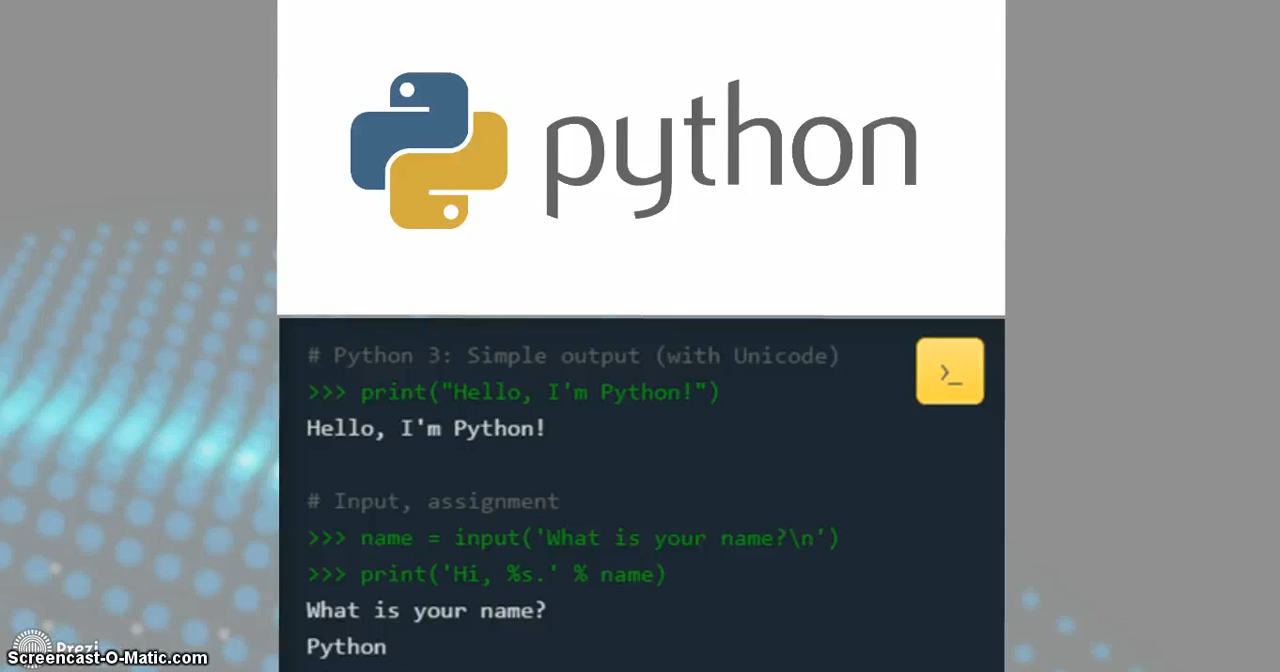 python
# Python 3: Simple output (with Unicode)
>>> print("Hello, I'm Python!")
Hello, I'm Python!
# Input, assignment
>>> name = input('What is your name?\n')
>>> print('Hi, %s.' % name)
What is your name?
Python
>_
Prezi
Screencast-O-Matic.com